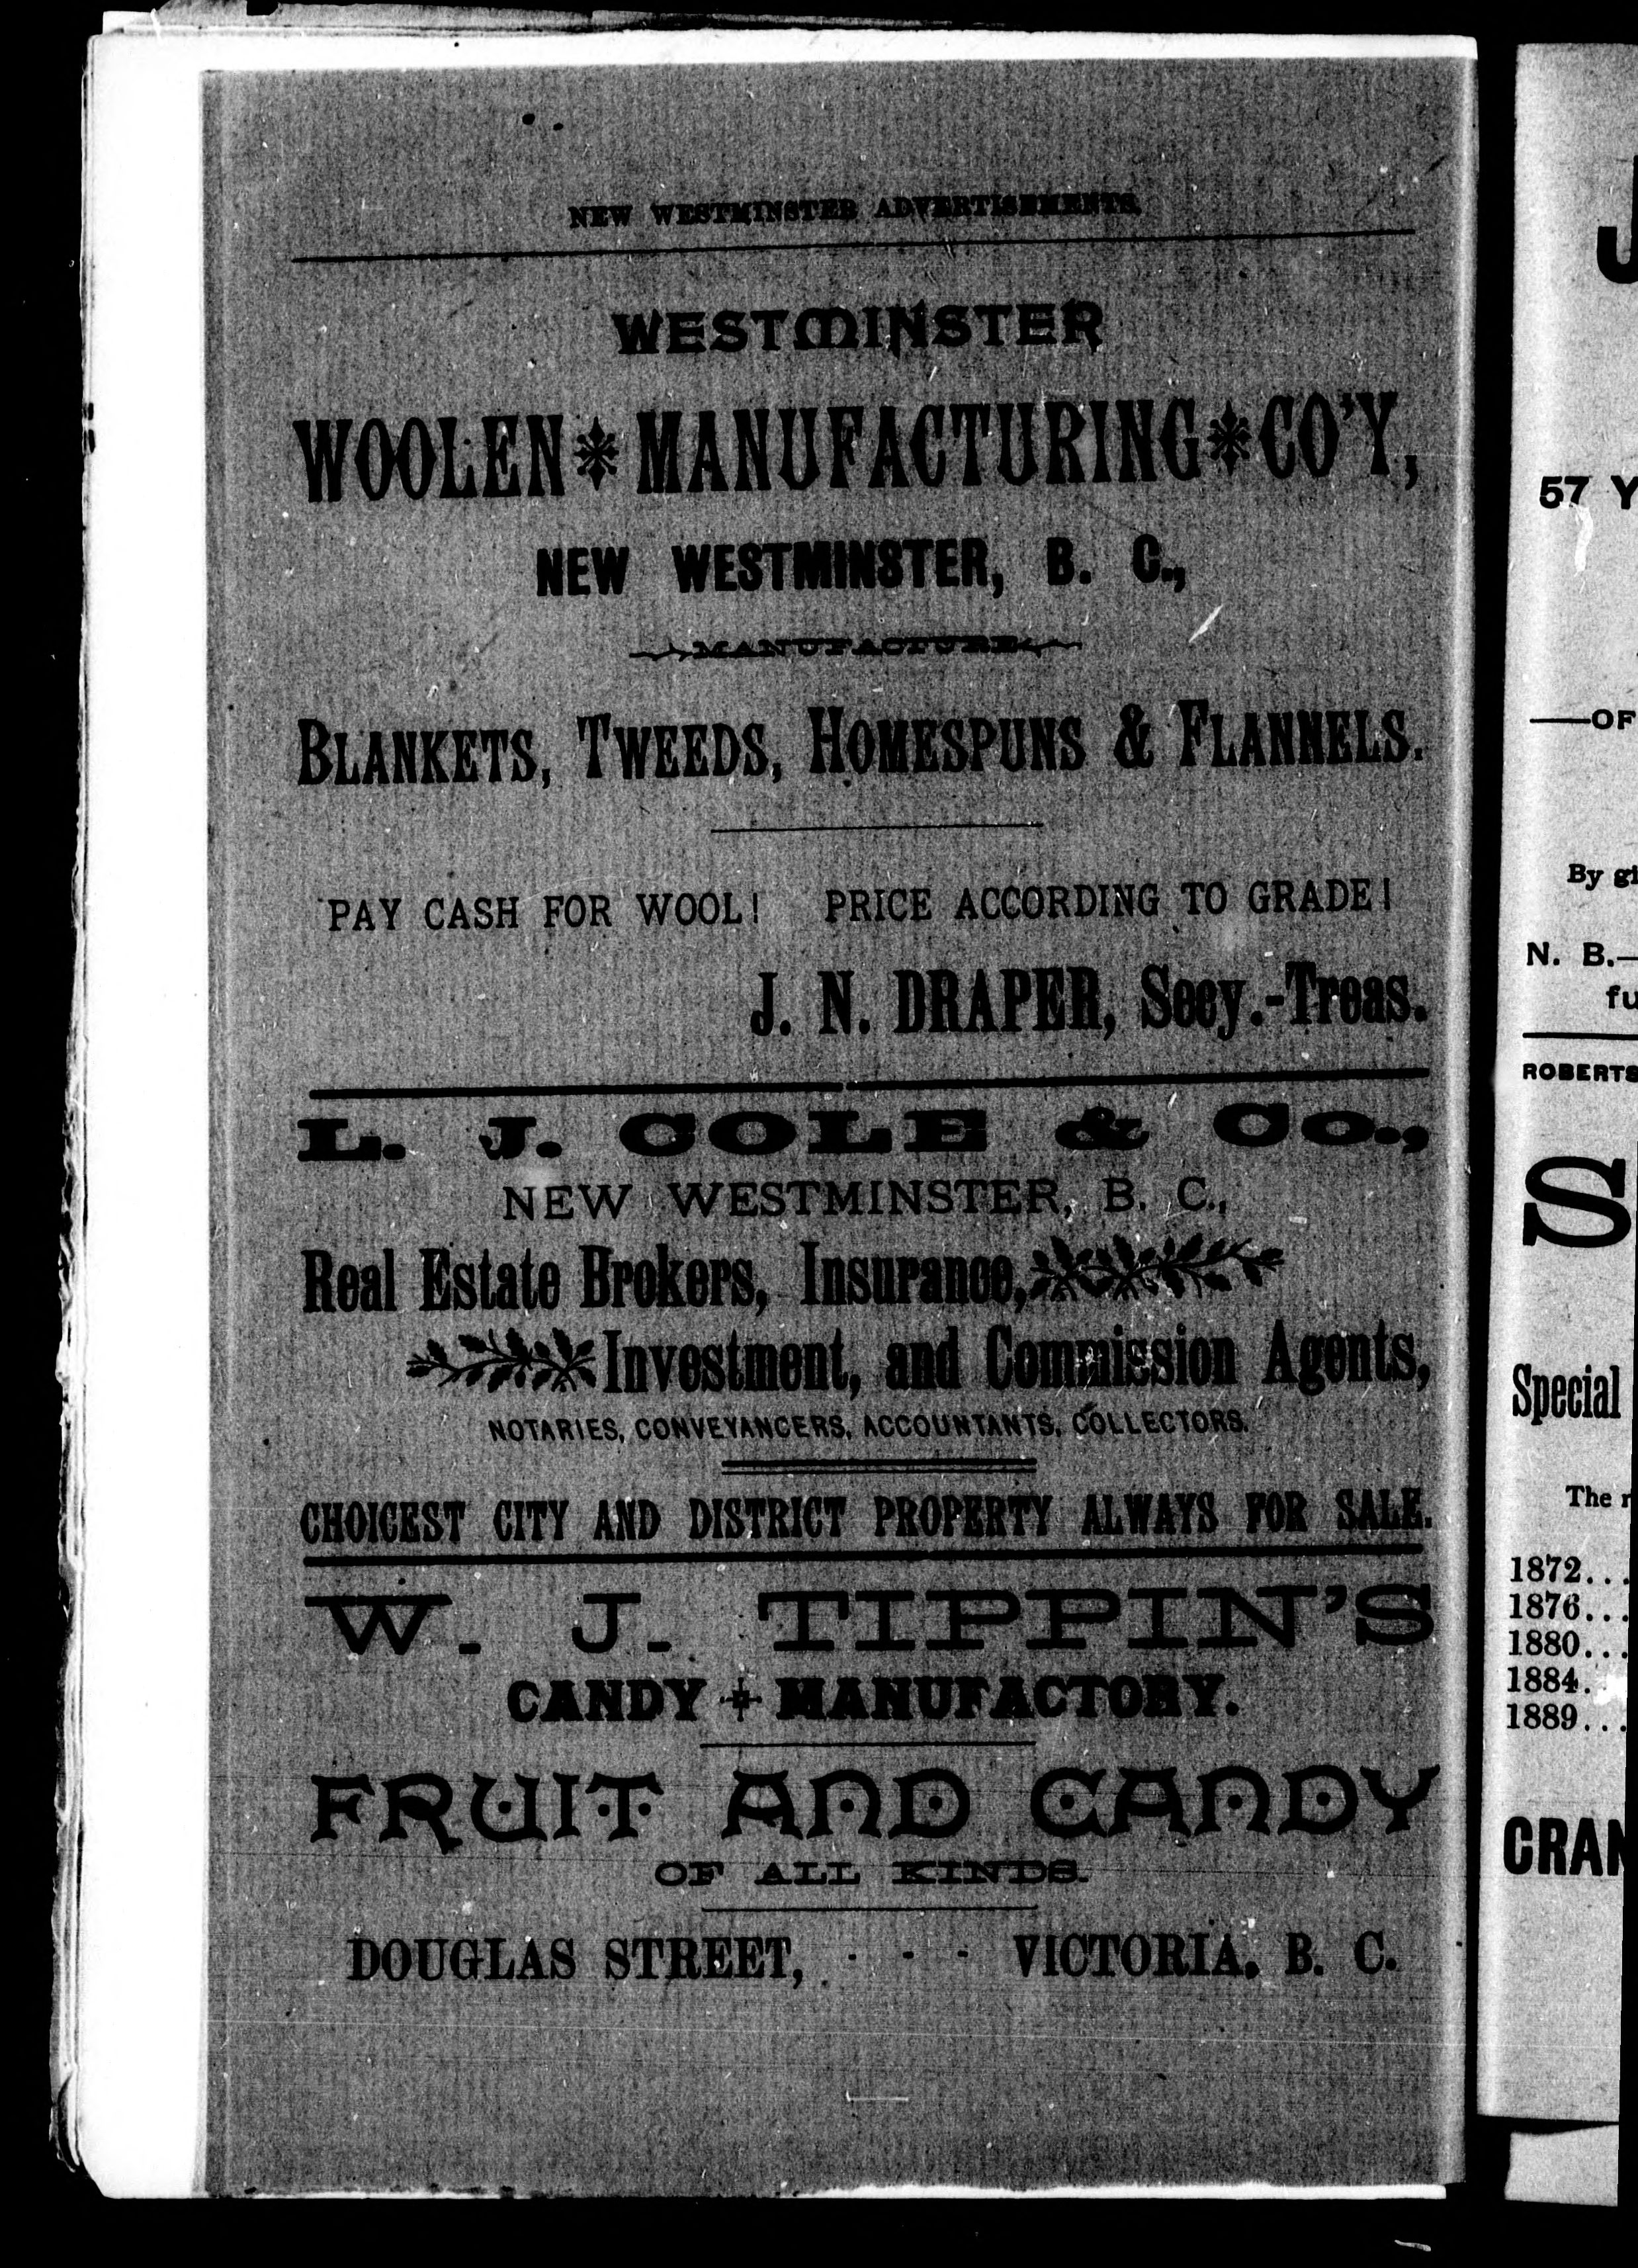 NEW WESTMINSTER ADVERTISEMENTS.
WESTMINSTER
WOOLEN MANUFACTURING CO'Y,
NEW WESTMINSTER, B. C.,
MANUFACTURE
BLANKETS, TWEEDS, HOMESPUNS & FLANNELS.
PAY CASH FOR WOOL! PRICE ACCORDING TO GRADE!
J. N. DRAPER, Secy.-Treas.
L. J. COLE & CO.,
NEW WESTMINSTER, B. C.,
Real Estate Brokers, Insurance,
Investment, and Commission Agents,
NOTARIES, CONVEYANCERS, ACCOUNTANTS, COLLECTORS.
CHOICEST CITY AND DISTRICT PROPERTY ALWAYS FOR SALE.
W. J. TIPPIN'S
CANDY MANUFACTORY.
FRUIT AND CANDY
OF ALL KINDS.
DOUGLAS STREET, - - - VICTORIA, B. C.
J
57 Y
—OF
By gi
N. B.—
fu
ROBERTS
S
Special
The r
1872...
1876...
1880...
1884.
1889...
CRAN